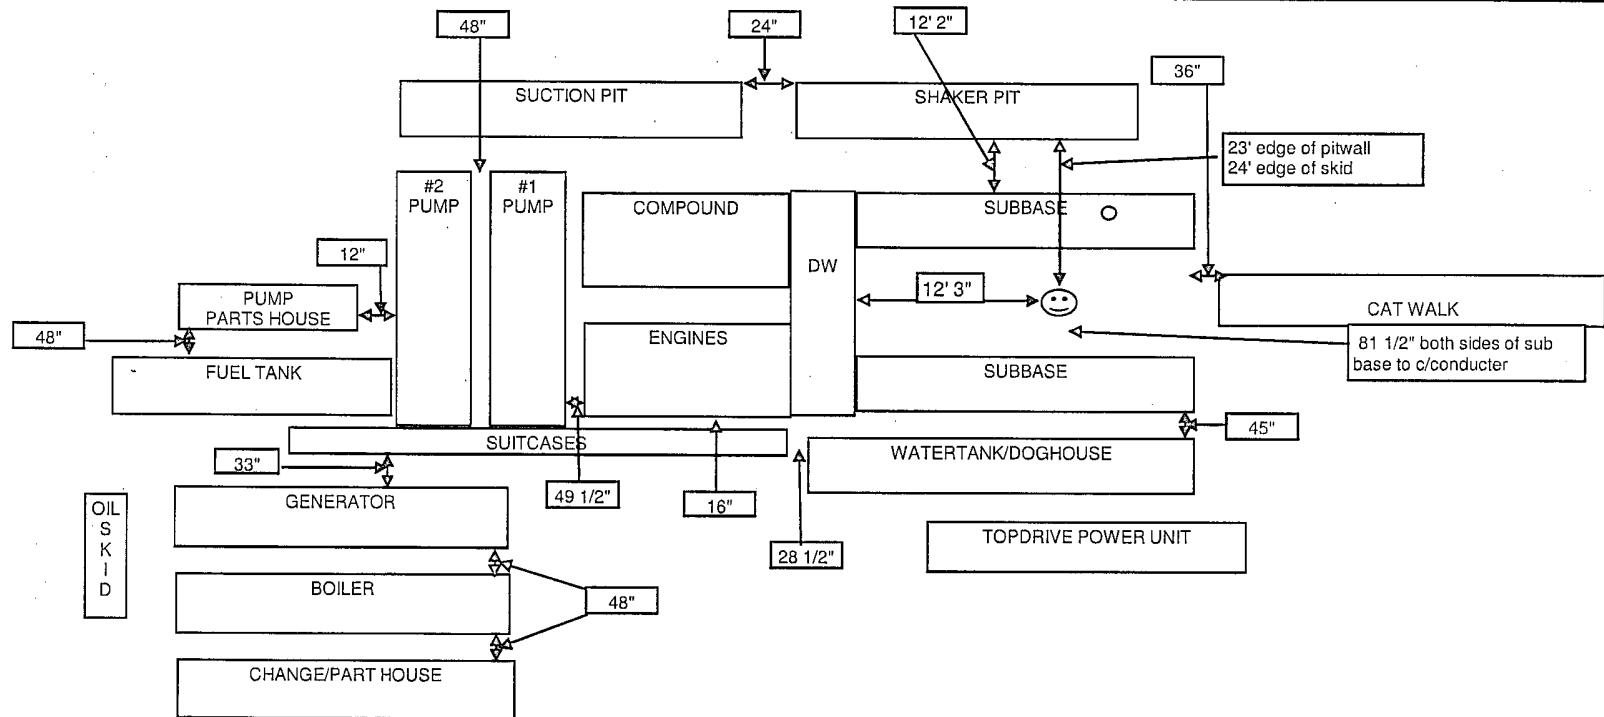 48"
24"
12' 2"
36"
SUCTION PIT
SHAKER PIT
23' edge of pitwall
24' edge of skid
#2
PUMP
#1
PUMP
COMPOUND
SUBBASE
12"
DW
12' 3"
PUMP
PARTS HOUSE
CAT WALK
48"
ENGINES
81 1/2" both sides of sub
base to c/conducter
FUEL TANK
SUBBASE
45"
SUITCASES
WATERTANK/DOGHOUSE
33"
49 1/2"
16"
OIL
S
K
I
D
GENERATOR
28 1/2"
TOPDRIVE POWER UNIT
BOILER
48"
CHANGE/PART HOUSE